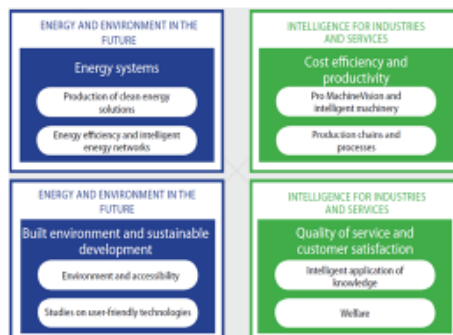 ENERGY AND ENVIRONMENT IN THE
FUTURE
Energy systems
Production of clean energy
solutions
Energy efficiency and intelligent
energy networks
INTELLIGENCE FOR INDUSTRIES
AND SERVICES
Cost efficiency and
productivity
Pro MachineVision and
intelligent machinery
Production chains and
processes
ENERGY AND ENVIRONMENT IN THE
FUTURE
Built environment and sustainable
development
Environment and accessibility
Studies on user-friendly technologies
INTELLIGENCE FOR INDUSTRIES
AND SERVICES
Quality of service and
customer satisfaction
Intelligent application of
knowledge
Welfare